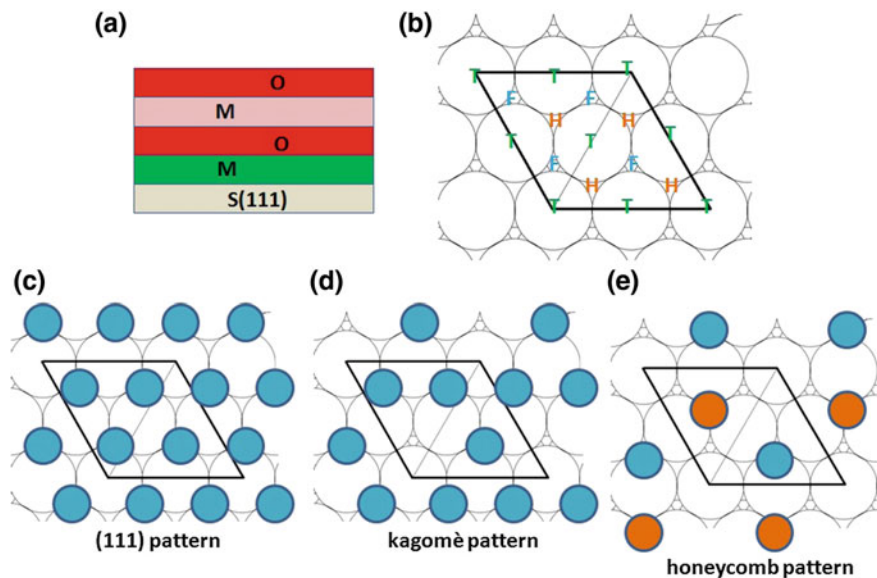 (a)
O
M
O
M
S(111)
(b)
T T T
F F
H H
T T T
F F
H H
T T T
(c)
(111) pattern
(d)
kagomè pattern
(e)
honeycomb pattern